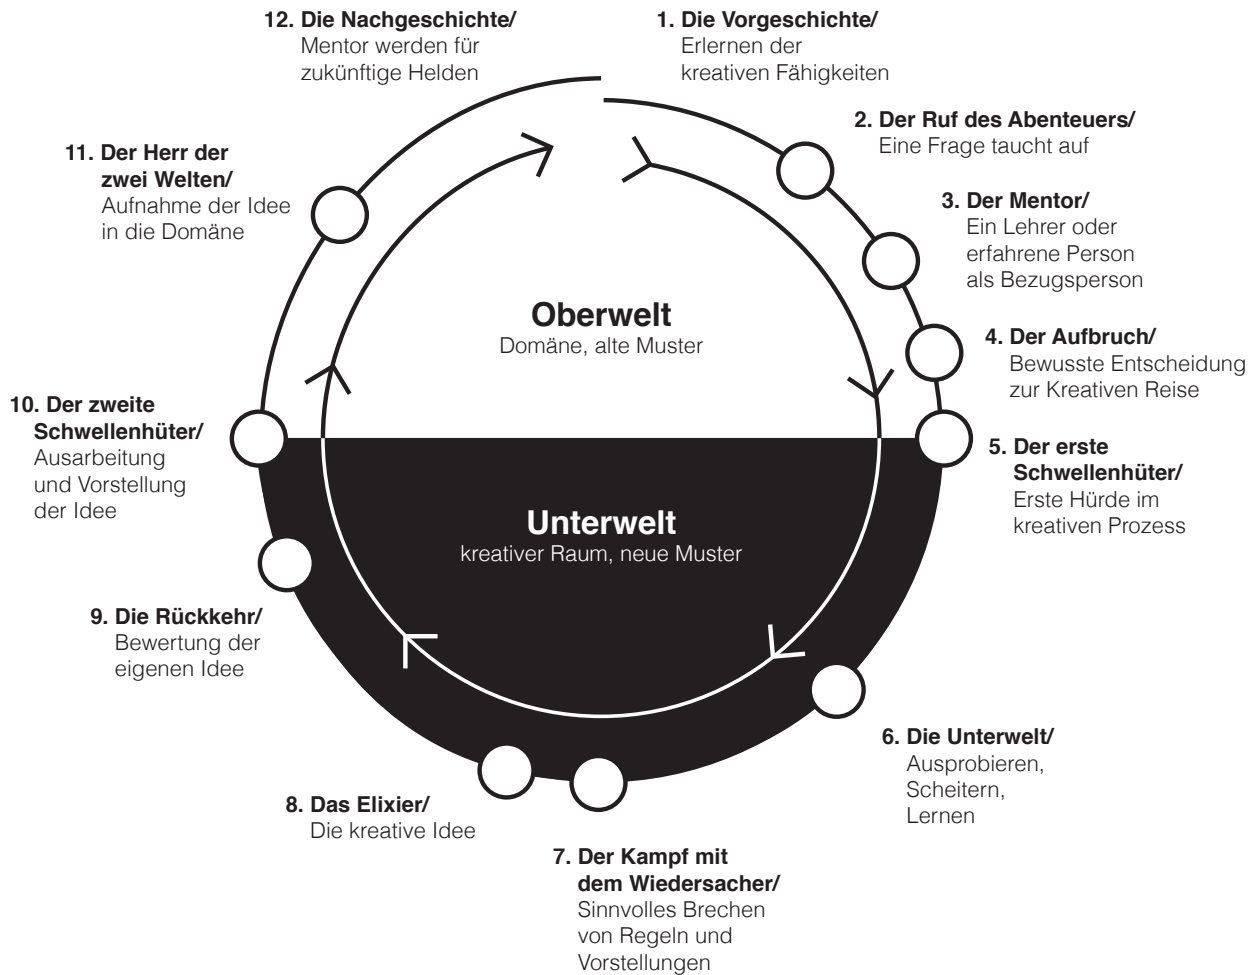 12. Die Nachgeschichte/
Mentor werden für
zukünftige Helden
1. Die Vorgeschichte/
Erlernen der
kreativen Fähigkeiten
2. Der Ruf des Abenteuers/
Eine Frage taucht auf
11. Der Herr der
zwei Welten/
Aufnahme der Idee
in die Domäne
3. Der Mentor/
Ein Lehrer oder
erfahrene Person
als Bezugsperson
Oberwelt
Domäne, alte Muster
4. Der Aufbruch/
Bewusste Entscheidung
zur Kreativen Reise
10. Der zweite
Schwellenhüter/
Ausarbeitung
und Vorstellung
der Idee
5. Der erste
Schwellenhüter/
Erste Hürde im
kreativen Prozess
Unterwelt
kreativer Raum, neue Muster
9. Die Rückkehr/
Bewertung der
eigenen Idee
6. Die Unterwelt/
Ausprobieren,
Scheitern,
Lernen
8. Das Elixier/
Die kreative Idee
7. Der Kampf mit
dem Wiedersacher/
Sinnvolles Brechen
von Regeln und
Vorstellungen